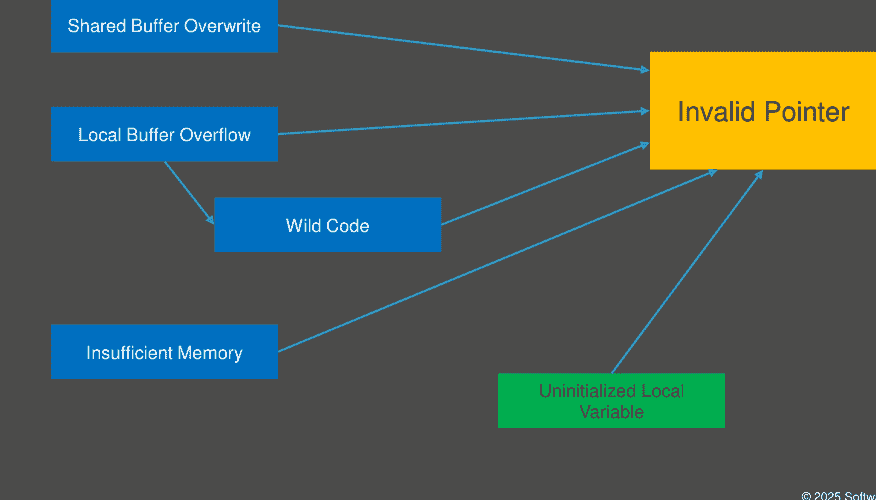 Shared Buffer Overwrite
Invalid Pointer
Local Buffer Overflow
Wild Code
Insufficient Memory
Uninitialized Local
Variable
© 2025 Softw